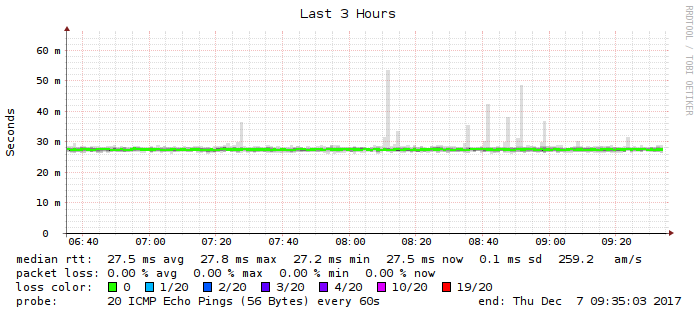 Last 3 Hours
RRDTOOL / TOBI OETIKER
Seconds
60 m
50 m
40 m
30 m
20 m
10 m
0
06:40 07:00 07:20 07:40 08:00 08:20 08:40 09:00 09:20
median rtt: 27.5 ms avg 27.8 ms max 27.2 ms min 27.5 ms now 0.1 ms sd 259.2 am/s
packet loss: 0.00 % avg 0.00 % max 0.00 % min 0.00 % now
loss color: 0 1/20 2/20 3/20 4/20 10/20 19/20
probe: 20 ICMP Echo Pings (56 Bytes) every 60s end: Thu Dec 7 09:35:03 2017